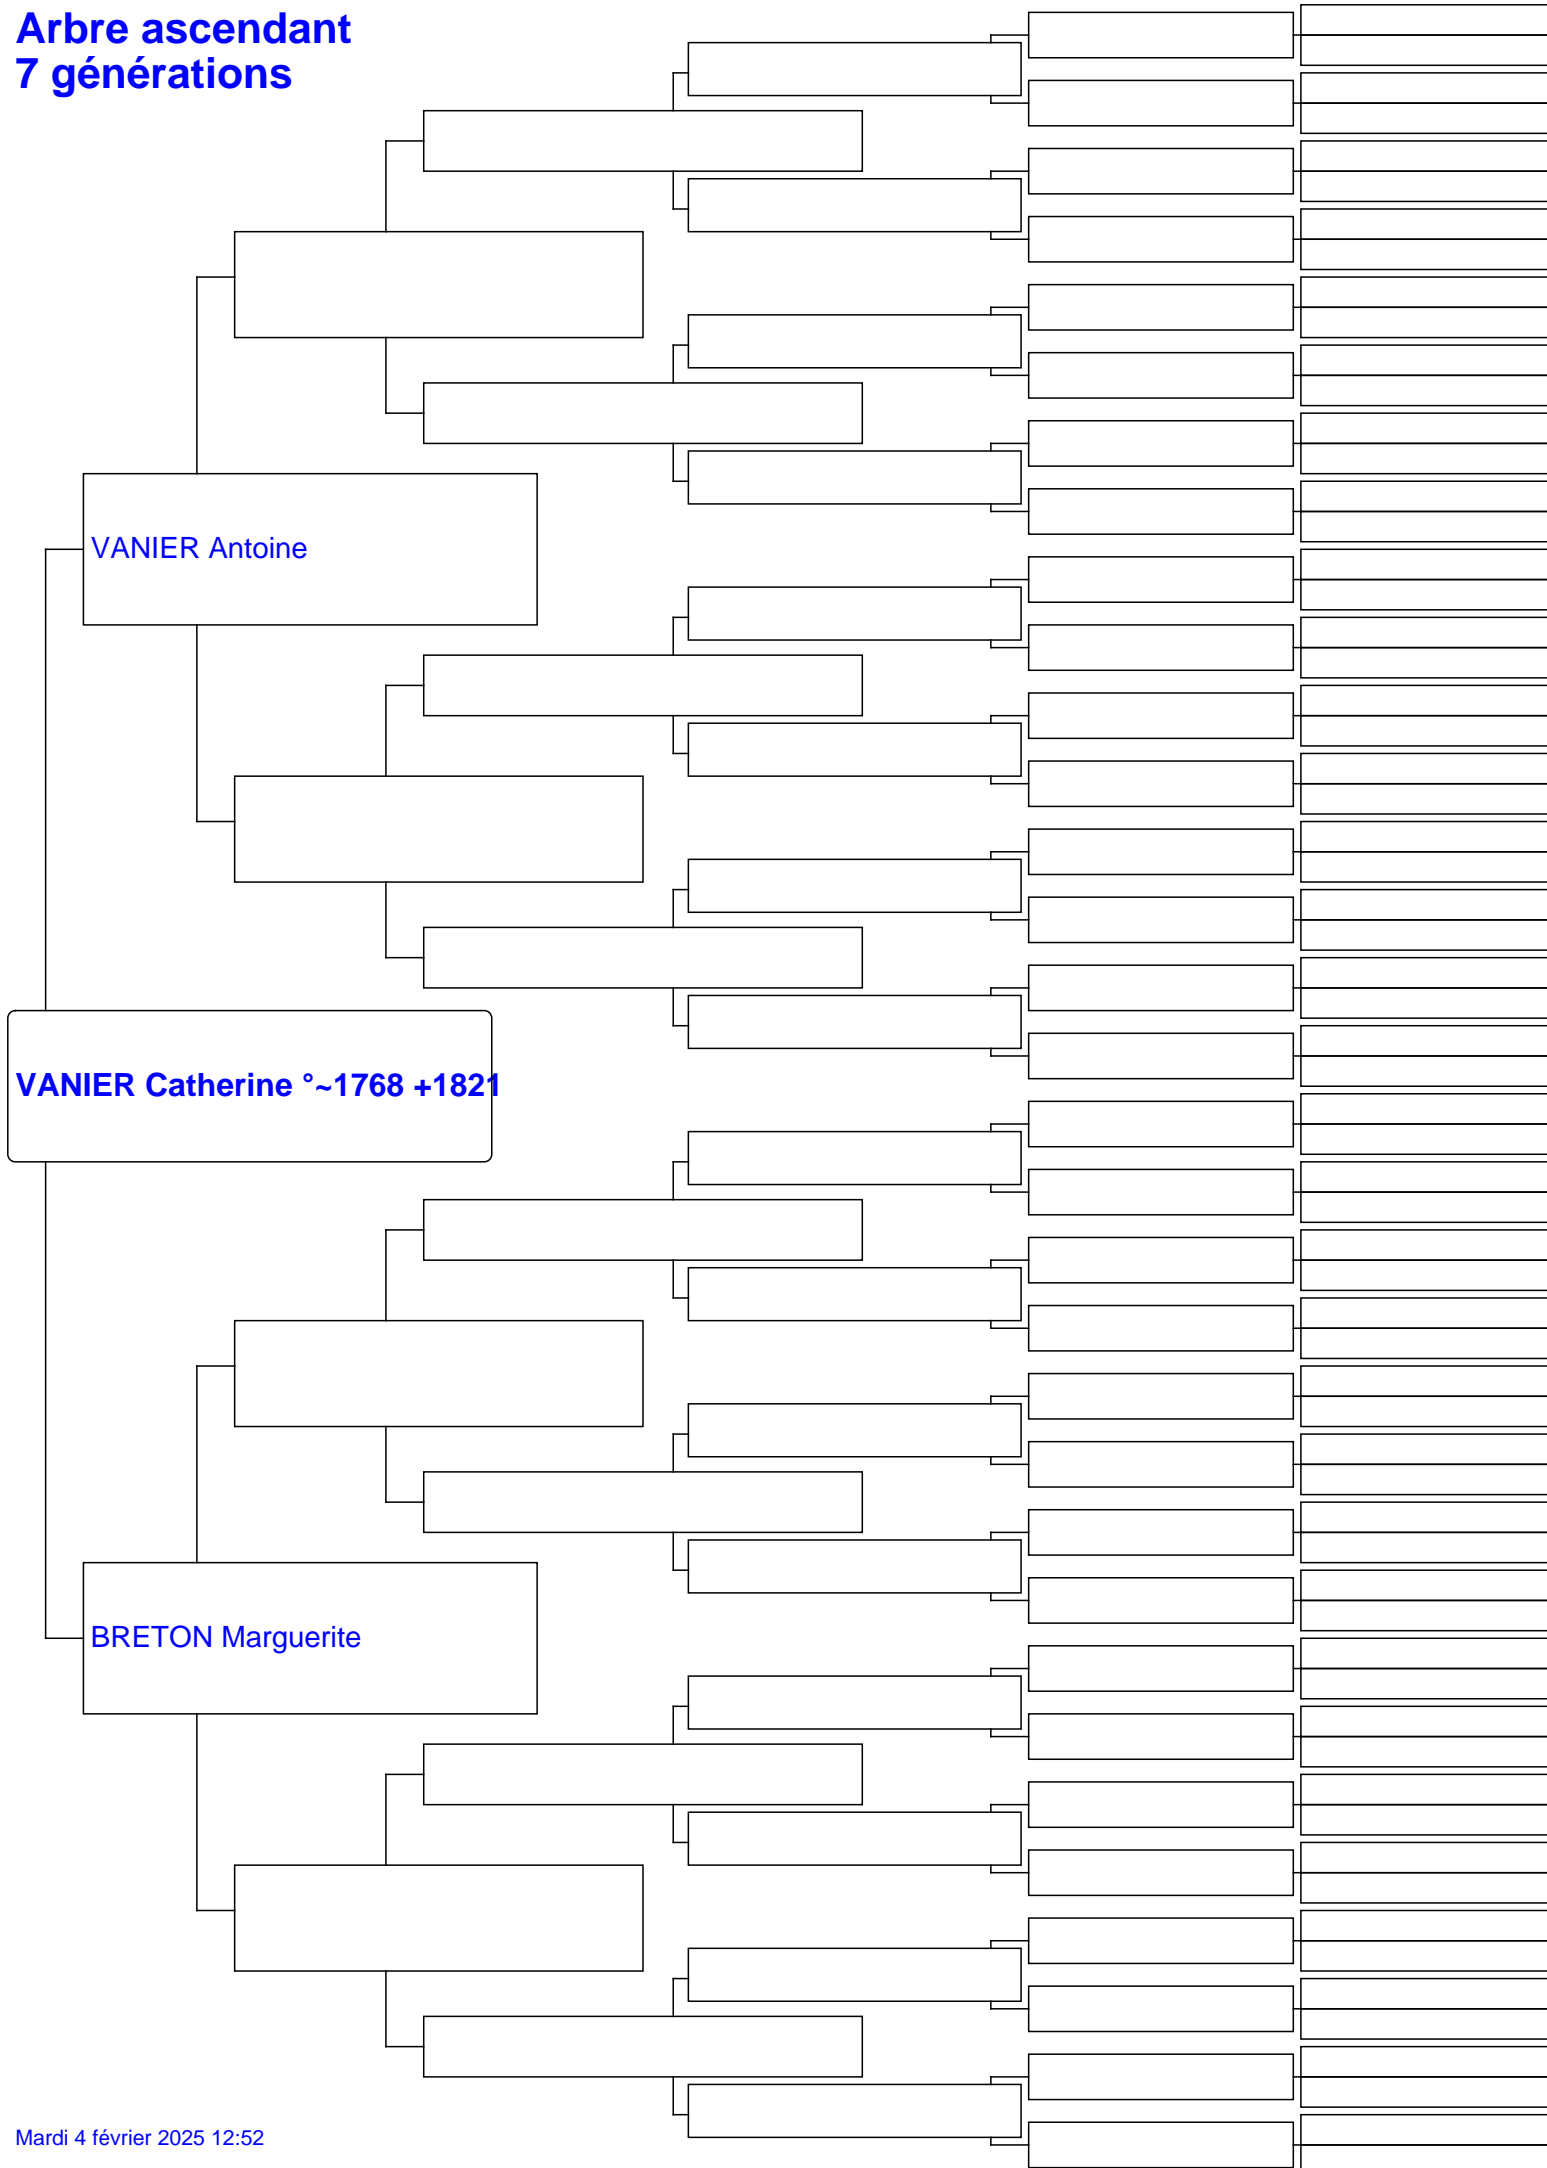 Arbre ascendant
7 générations
VANIER Antoine
VANIER Catherine °~1768 +1821
BRETON Marguerite
Mardi 4 février 2025 12:52